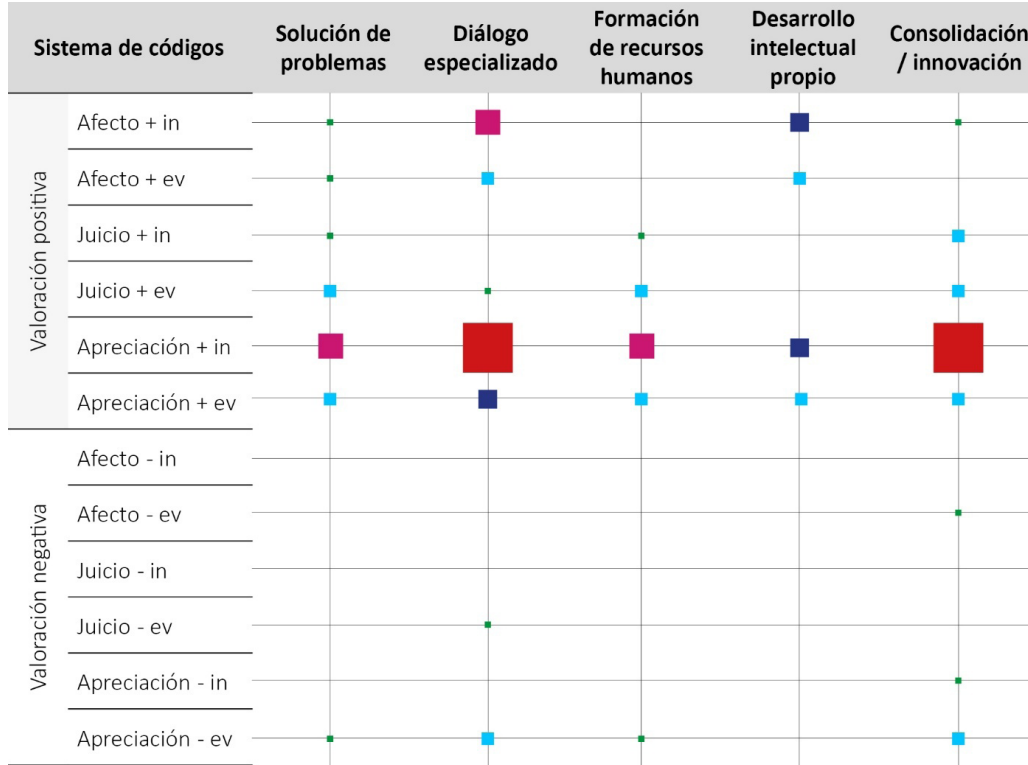 Sistema de códigos
Solución de
problemas
Diálogo
especializado
Formación
de recursos
humanos
Desarrollo
intelectual
propio
Consolidación
/ innovación
Valoración positiva
Afecto + in
Afecto + ev
Juicio + in
Juicio + ev
Apreciación + in
Apreciación + ev
Valoración negativa
Afecto - in
Afecto - ev
Juicio - in
Juicio - ev
Apreciación - in
Apreciación - ev